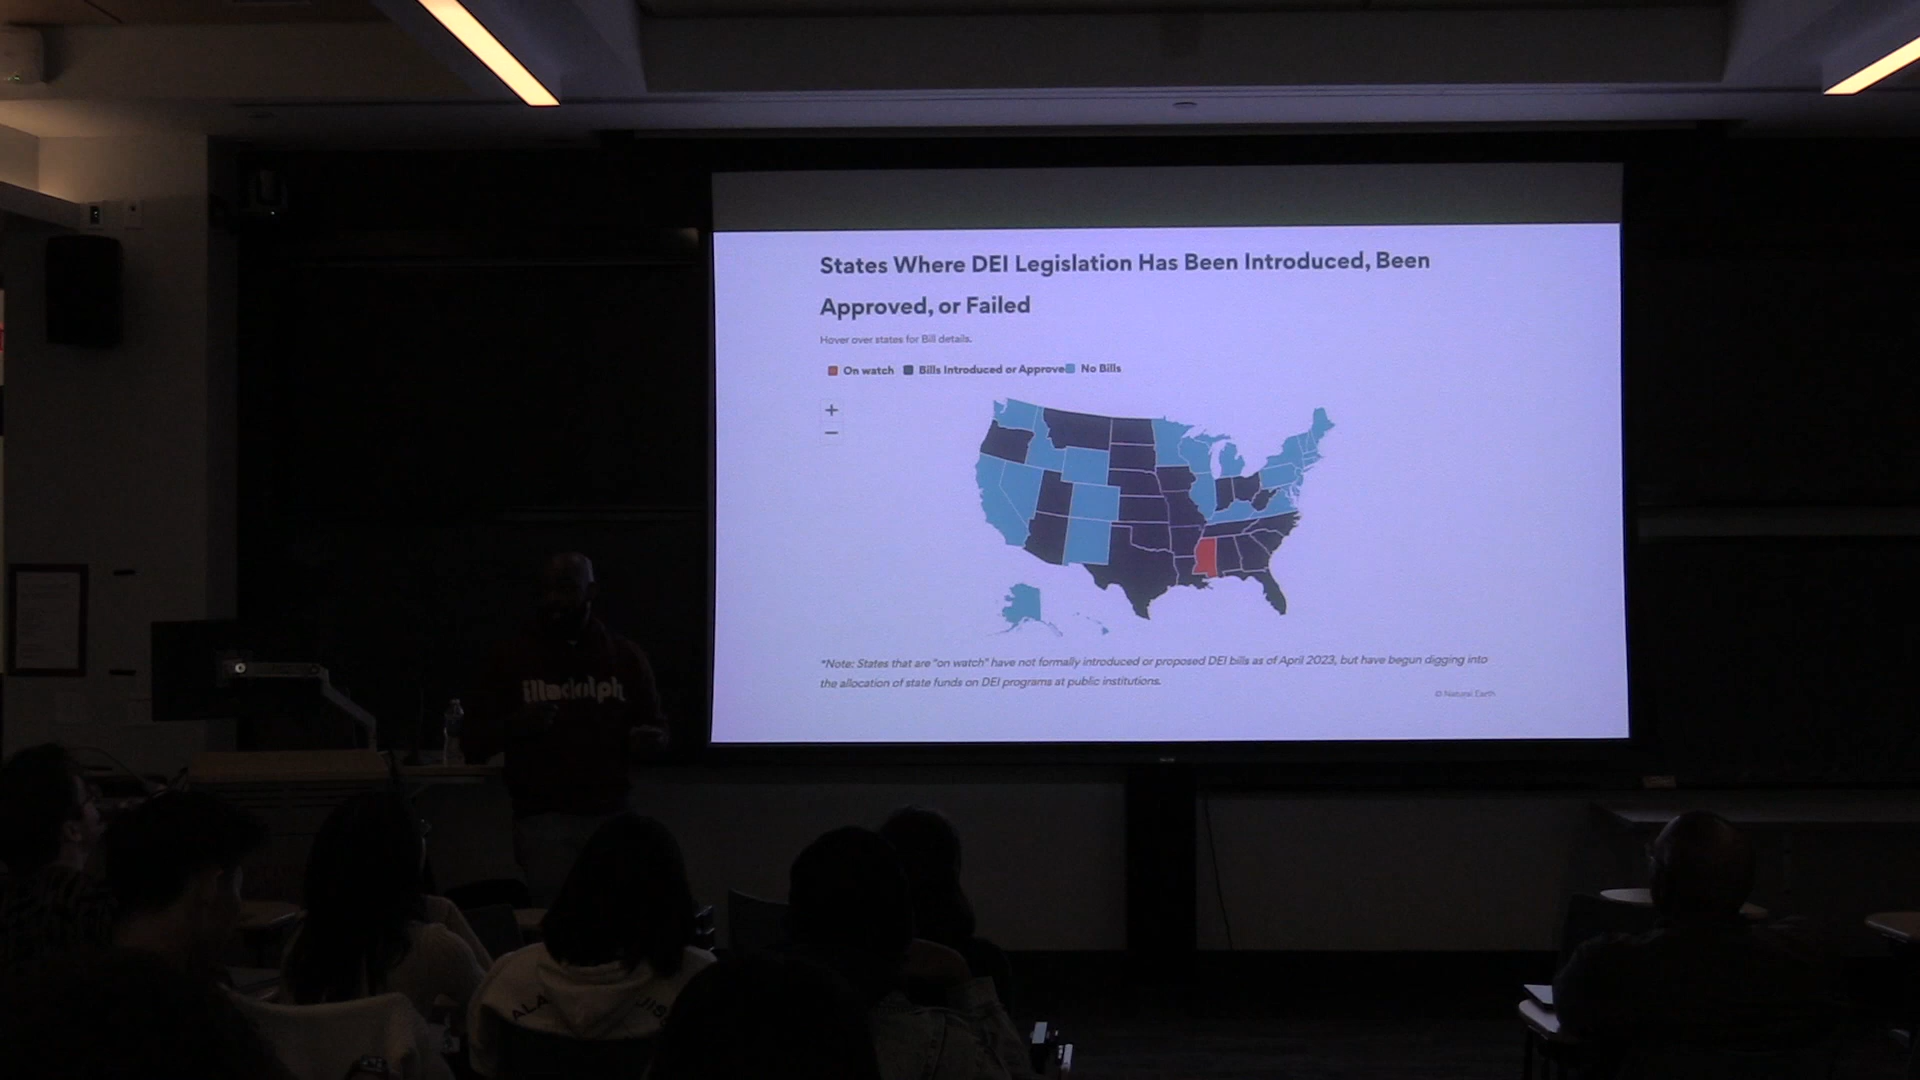 States Where DEI Legislation Has Been Introduced, Been
Approved, or Failed
Hover over states for Bill details.
On watch Bills Introduced or Approve No Bills
+
−
*Note: States that are "on watch" have not formally introduced or proposed DEI bills as of April 2023, but have begun digging into
the allocation of state funds on DEI programs at public institutions.
© Natural Earth
illadelph
ALA